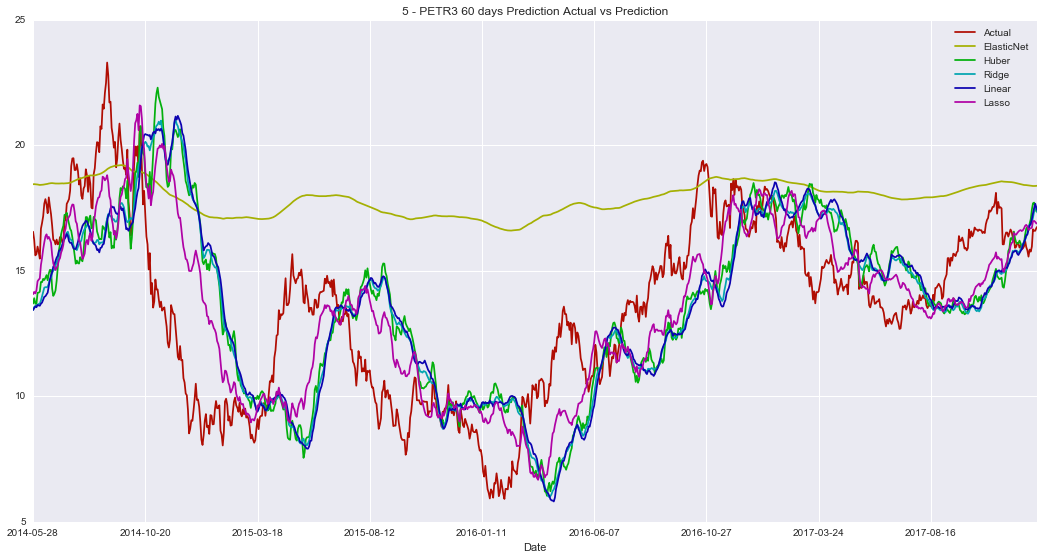 5 - PETR3 60 days Prediction Actual vs Prediction
25
20
15
10
5
Actual
ElasticNet
Huber
Ridge
Linear
Lasso
2014-05-28 2014-10-20 2015-03-18 2015-08-12 2016-01-11 2016-06-07 2016-10-27 2017-03-24 2017-08-16
Date